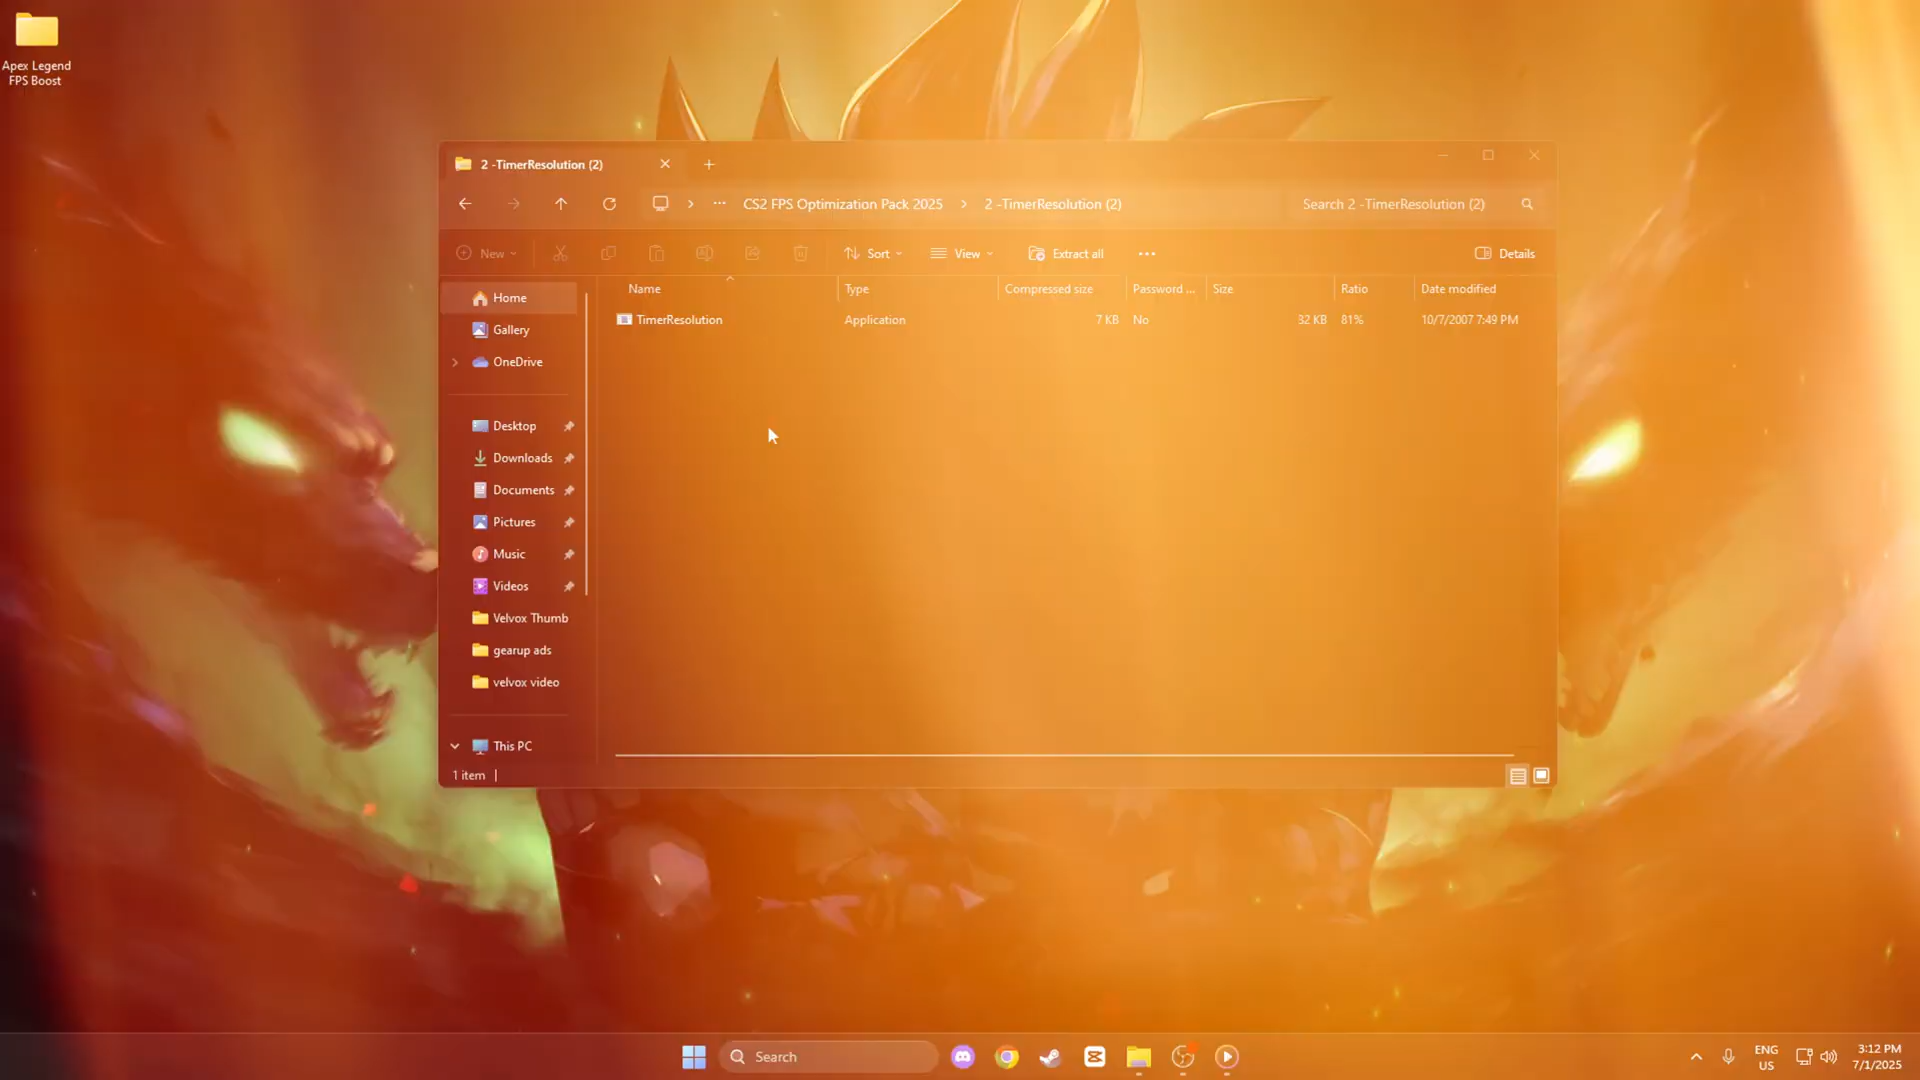 Apex Legend
FPS Boost
2 -TimerResolution (2)
CS2 FPS Optimization Pack 2025
2 -TimerResolution (2)
Search 2 -TimerResolution (2)
New
Sort
View
Extract all
Details
Name
Type
Compressed size
Password ...
Size
Ratio
Date modified
TimerResolution
Application
7 KB
No
32 KB
81%
10/7/2007 7:49 PM
Home
Gallery
OneDrive
Desktop
Downloads
Documents
Pictures
Music
Videos
Velvox Thumb
gearup ads
velvox video
This PC
1 item
Search
ENG
US
3:12 PM
7/1/2025